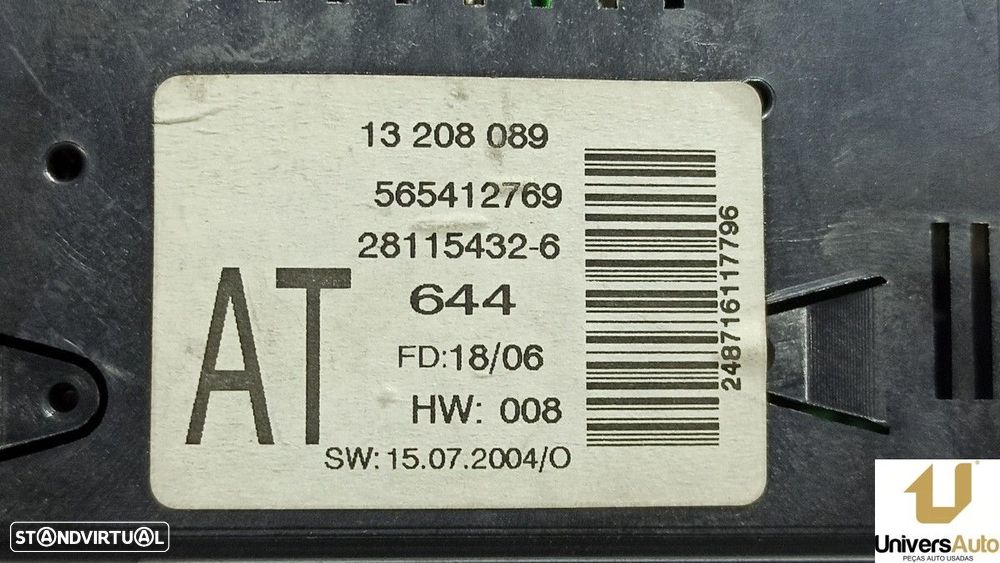 13 208 089
565412769
28115432-6
AT
644
FD:18/06
HW: 008
SW: 15.07.2004/O
248716117796
STANDVIRTUAL
UniversAuto
PEÇAS AUTO USADAS